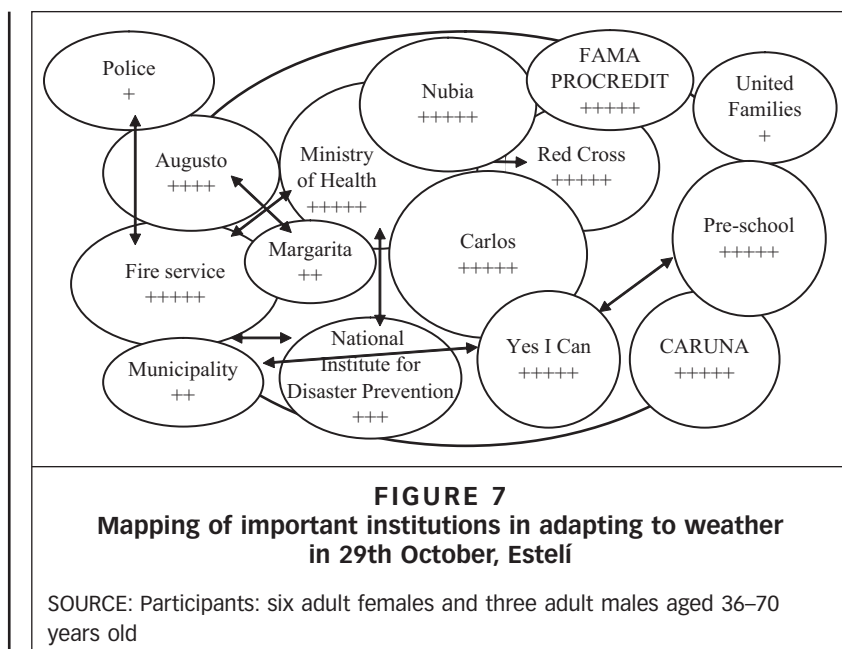 Police
+
Augusto
++++
Ministry
of Health
+++++
Nubia
+++++
FAMA
PROCREDIT
+++++
United
Families
+
Red Cross
+++++
Fire service
+++++
Margarita
++
Carlos
+++++
Pre-school
+++++
Municipality
++
National
Institute for
Disaster Prevention
+++
Yes I Can
+++++
CARUNA
+++++
FIGURE 7
Mapping of important institutions in adapting to weather
in 29th October, Estelí
SOURCE: Participants: six adult females and three adult males aged 36–70
years old